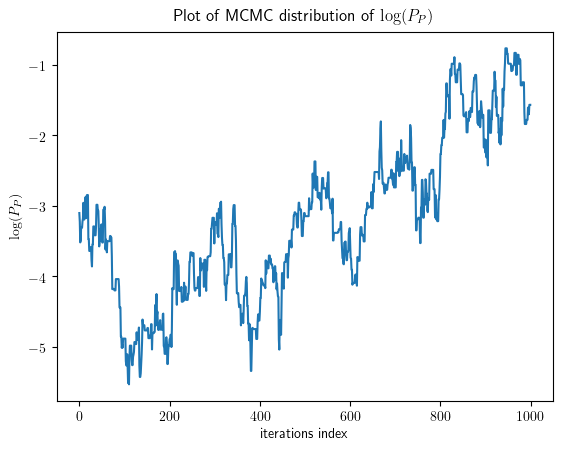 Plot of MCMC distribution of log(P_P)
−1
−2
−3
−4
−5
log(P_P)
0 200 400 600 800 1000
iterations index